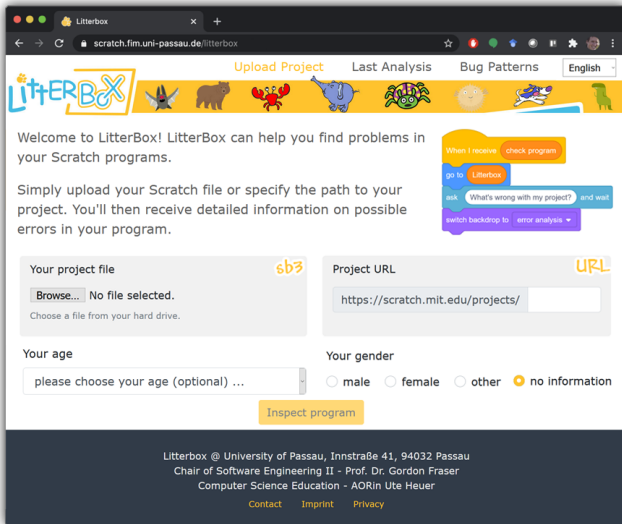 Litterbox
scratch.fim.uni-passau.de/litterbox
Upload Project Last Analysis Bug Patterns English
LiTTERBOX
Welcome to LitterBox! LitterBox can help you find problems in
your Scratch programs.
Simply upload your Scratch file or specify the path to your
project. You'll then receive detailed information on possible
errors in your program.
When I receive check program
go to Litterbox
ask What's wrong with my project? and wait
switch backdrop to error analysis
Your project file sb3
Browse... No file selected.
Choose a file from your hard drive.
Project URL URL
https://scratch.mit.edu/projects/
Your age
please choose your age (optional) ...
Your gender
male female other no information
Inspect program
Litterbox @ University of Passau, Innstraße 41, 94032 Passau
Chair of Software Engineering II - Prof. Dr. Gordon Fraser
Computer Science Education - AORin Ute Heuer
Contact Imprint Privacy